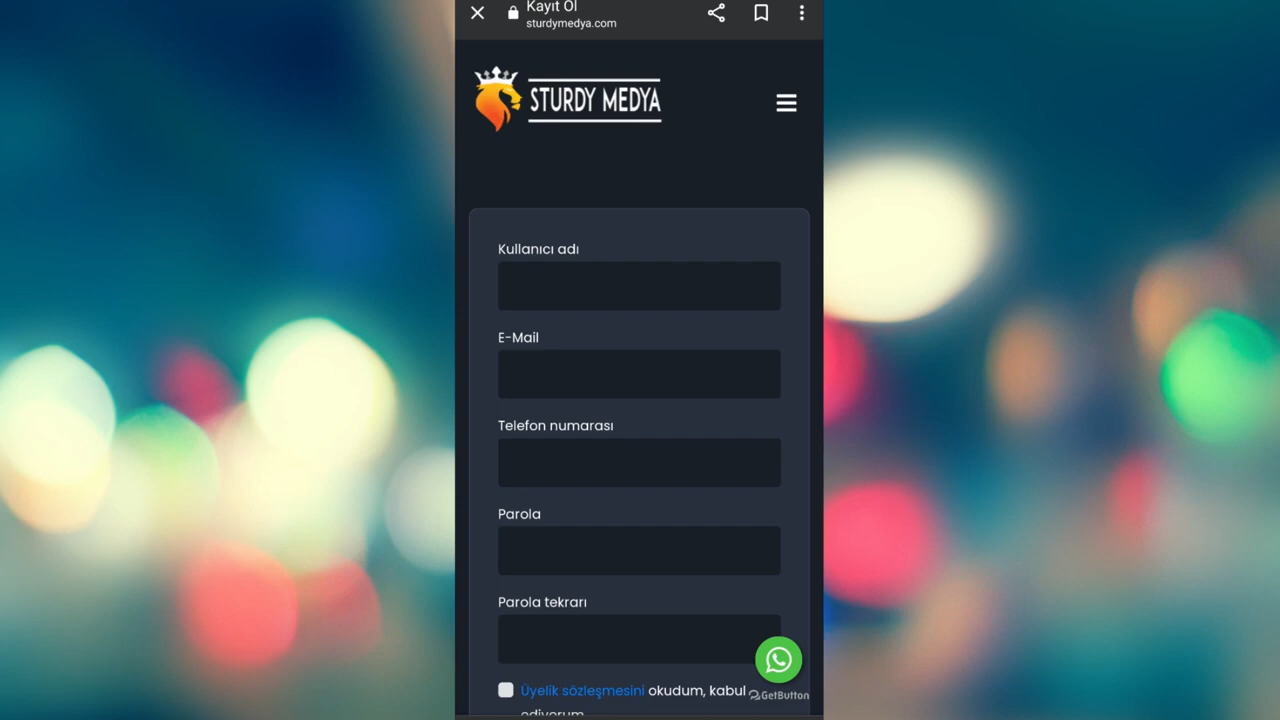 Kayıt Ol
sturdymedya.com
STURDY MEDYA
Kullanıcı adı
E-Mail
Telefon numarası
Parola
Parola tekrarı
Üyelik sözleşmesini okudum, kabul
ediyorum
GetButton